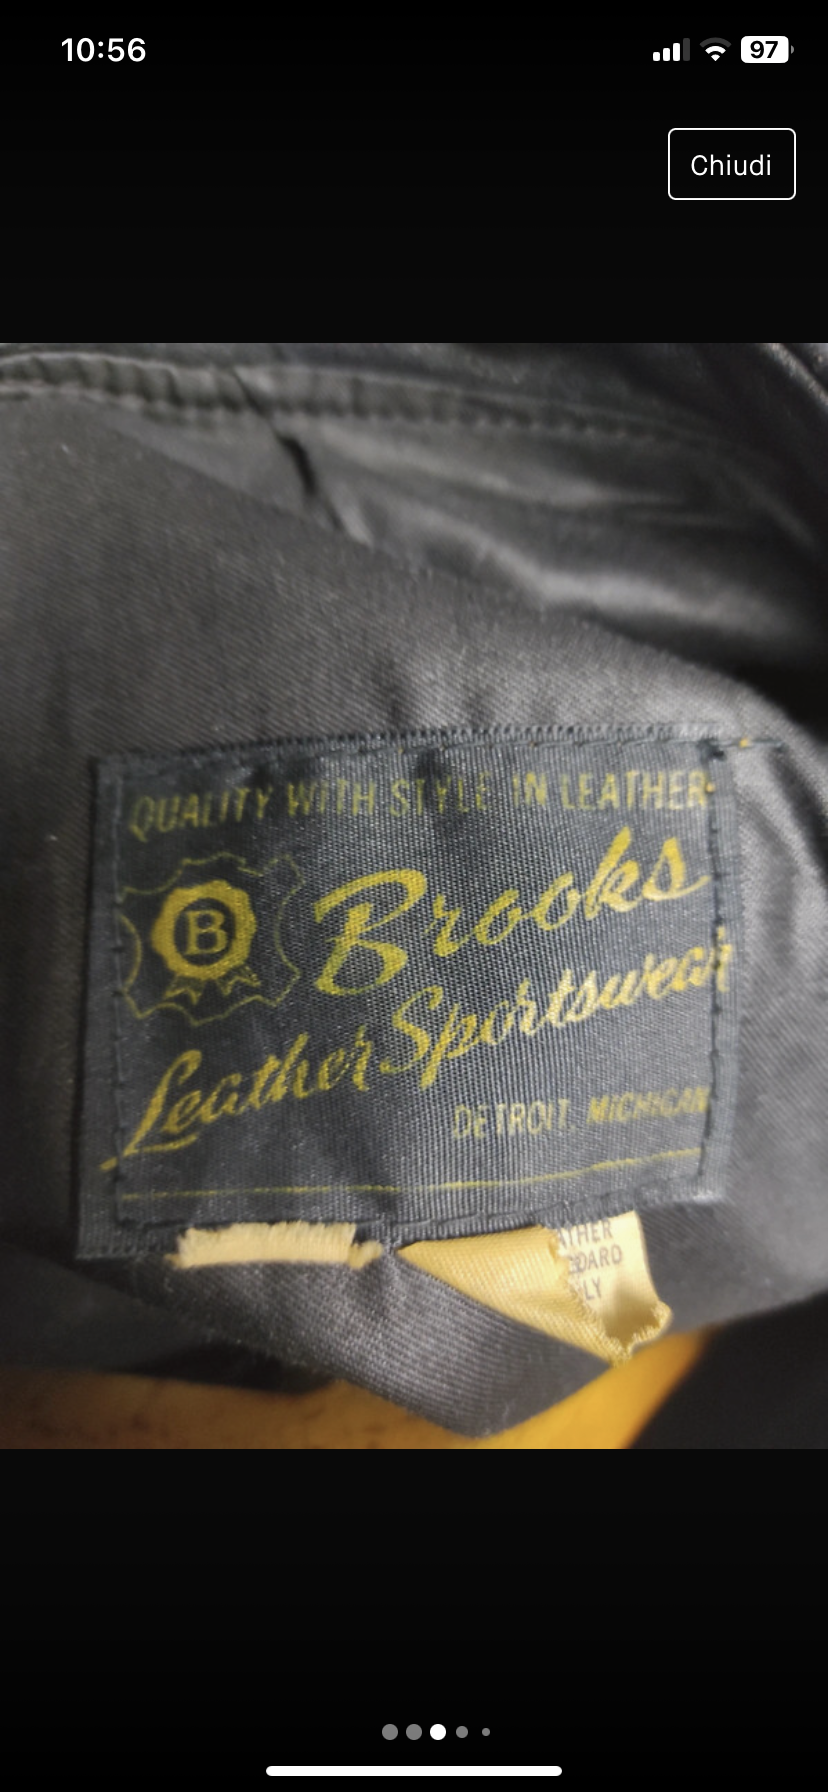 10:56
97
Chiudi
QUALITY WITH STYLE IN LEATHER
B
Brooks
Leather Sportswear
DETROIT, MICHIGAN